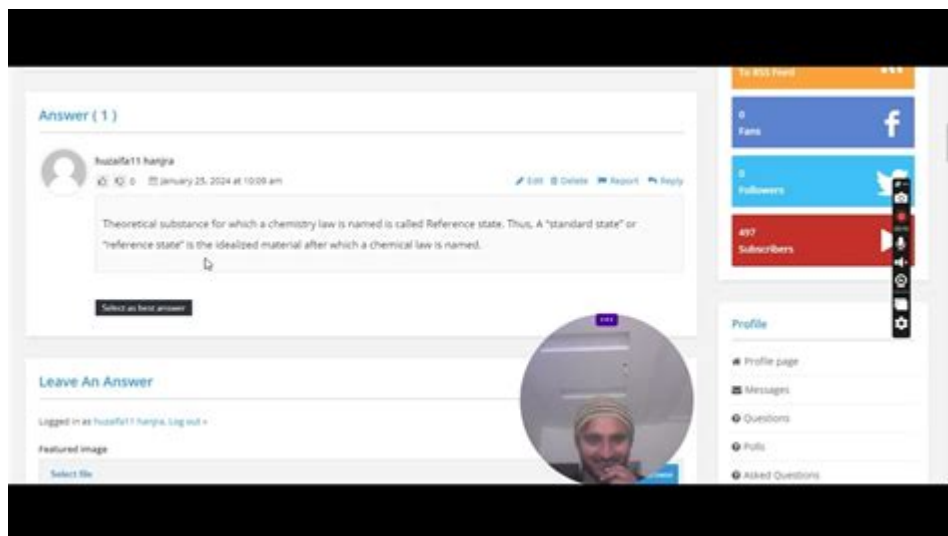 To RSS Feed
Answer ( 1 )
0
Fans
huzaifa11 hanjra
0 January 25, 2024 at 10:09 am
Edit Delete Report Reply
0
Followers
Theoretical substance for which a chemistry law is named is called Reference state. Thus, A "standard state" or
"reference state" is the idealized material after which a chemical law is named.
497
Subscribers
Select as best answer
Profile
Profile page
Leave An Answer
Messages
Logged in as huzaifa11 hanjra. Log out »
Questions
Featured image
Polls
Select file
Asked Questions